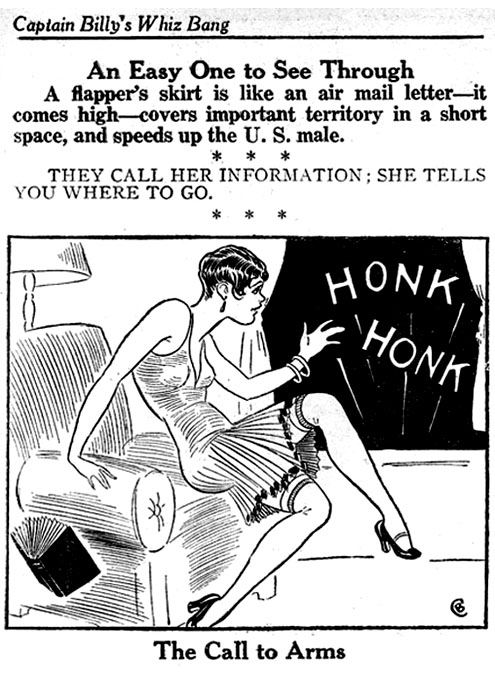 Captain Billy's Whiz Bang
An Easy One to See Through
A flapper's skirt is like an air mail letter—it
comes high—covers important territory in a short
space, and speeds up the U. S. male.
* * *
THEY CALL HER INFORMATION; SHE TELLS
YOU WHERE TO GO.
* * *
HONK
HONK
The Call to Arms